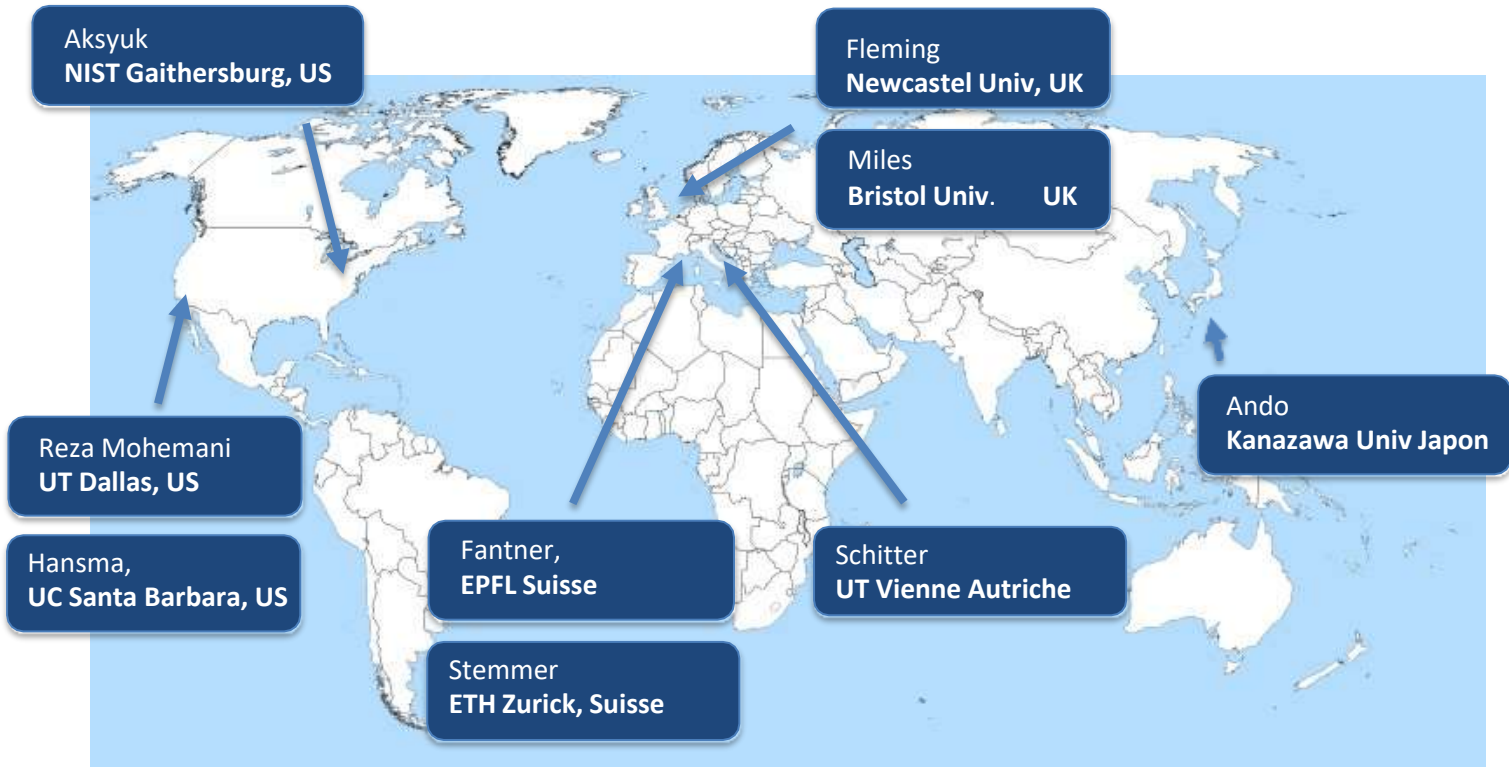 Aksyuk
NIST Gaithersburg, US
Fleming
Newcastel Univ, UK
Miles
Bristol Univ. UK
Reza Mohemani
UT Dallas, US
Hansma,
UC Santa Barbara, US
Fantner,
EPFL Suisse
Stemmer
ETH Zurick, Suisse
Schitter
UT Vienne Autriche
Ando
Kanazawa Univ Japon